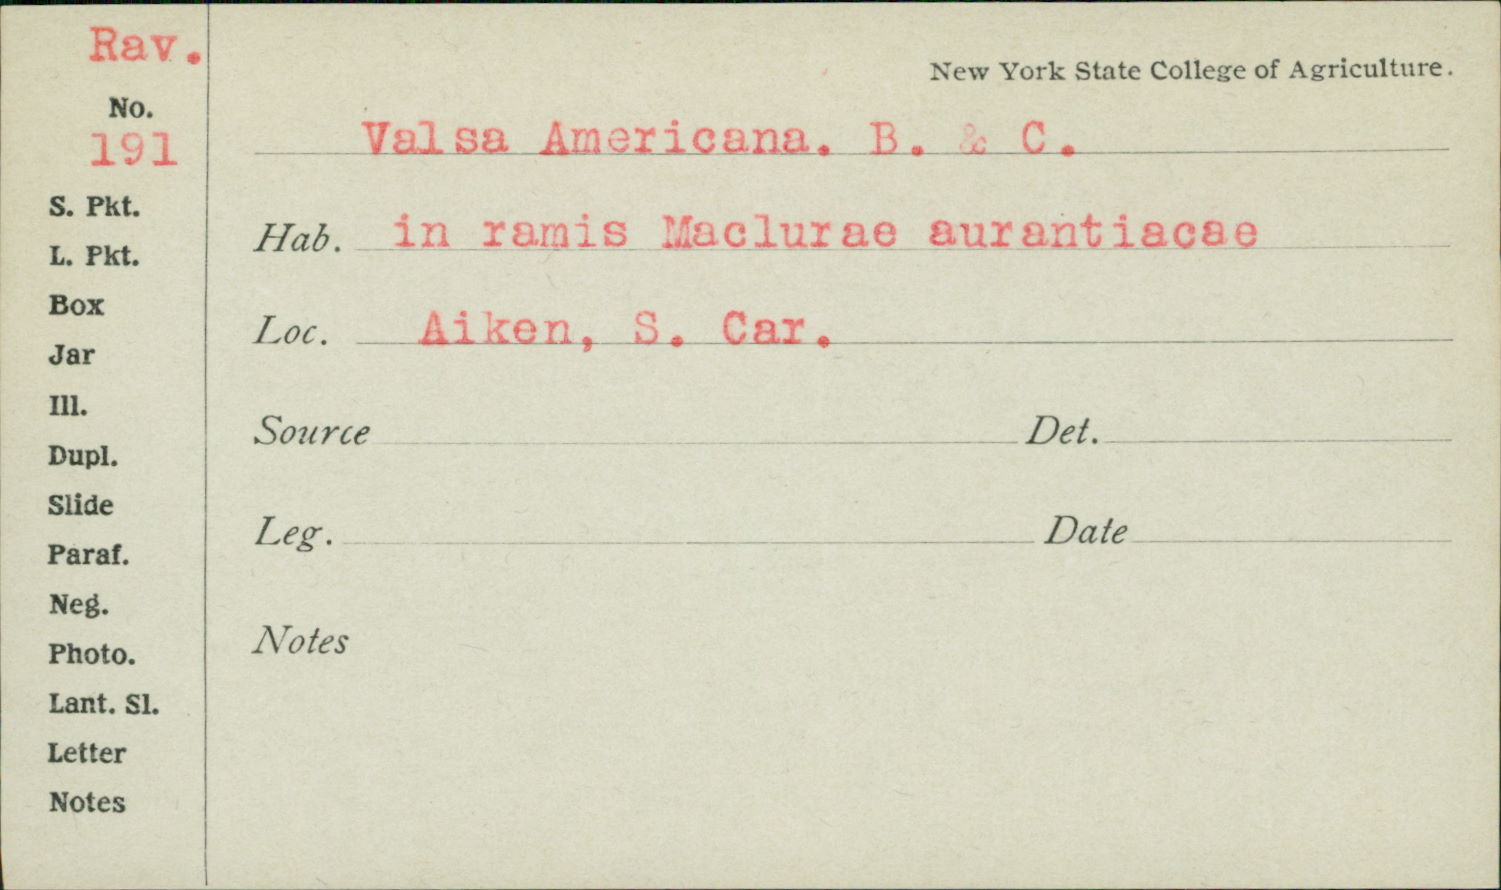 Rav.
No.
191
S. Pkt.
L. Pkt.
Box
Jar
Ill.
Dupl.
Slide
Paraf.
Neg.
Photo.
Lant. Sl.
Letter
Notes
New York State College of Agriculture.
Valsa Americana. B. & C.
Hab. in ramis Maclurae aurantiacae
Loc. Aiken, S. Car.
Source Det.
Leg. Date
Notes